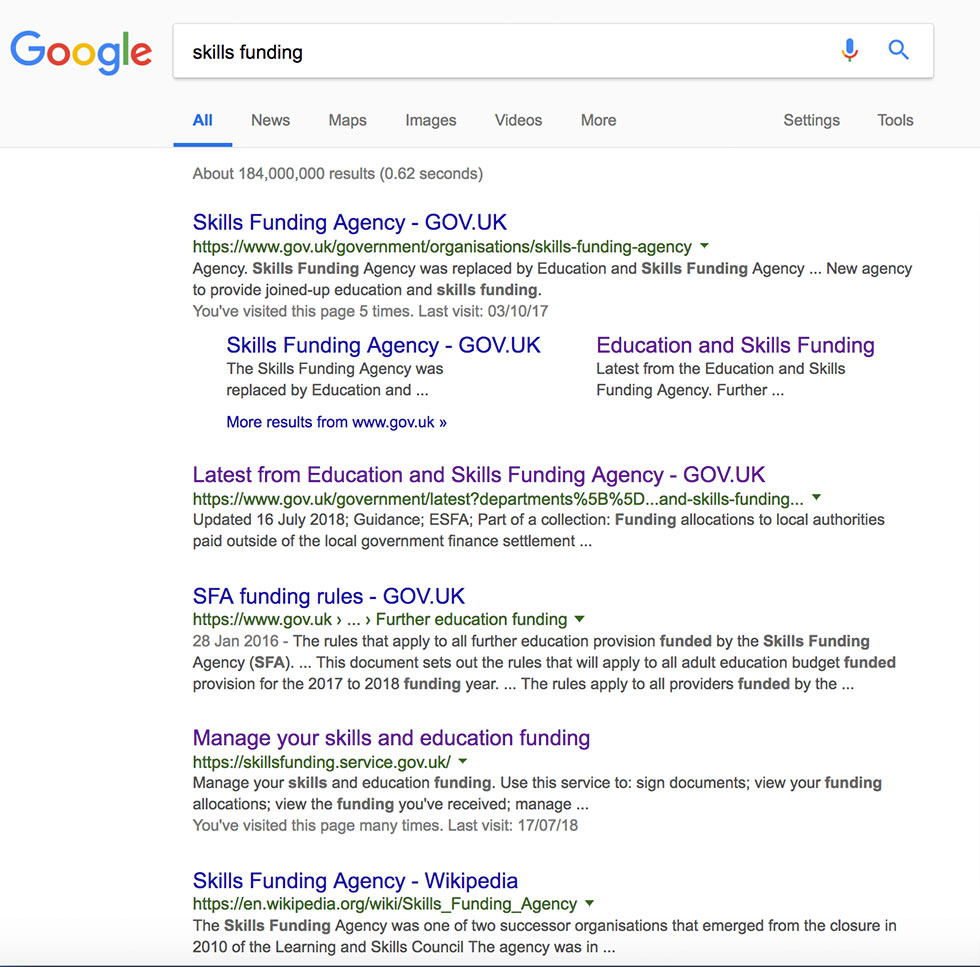 Google
skills funding
All News Maps Images Videos More Settings Tools
About 184,000,000 results (0.62 seconds)
Skills Funding Agency - GOV.UK
https://www.gov.uk/government/organisations/skills-funding-agency
Agency. Skills Funding Agency was replaced by Education and Skills Funding Agency ... New agency
to provide joined-up education and skills funding.
You've visited this page 5 times. Last visit: 03/10/17
Skills Funding Agency - GOV.UK
The Skills Funding Agency was
replaced by Education and ...
Education and Skills Funding
Latest from the Education and Skills
Funding Agency. Further ...
More results from www.gov.uk »
Latest from Education and Skills Funding Agency - GOV.UK
https://www.gov.uk/government/latest?departments%5B%5D...and-skills-funding...
Updated 16 July 2018; Guidance; ESFA; Part of a collection: Funding allocations to local authorities
paid outside of the local government finance settlement ...
SFA funding rules - GOV.UK
https://www.gov.uk › ... › Further education funding
28 Jan 2016 - The rules that apply to all further education provision funded by the Skills Funding
Agency (SFA). ... This document sets out the rules that will apply to all adult education budget funded
provision for the 2017 to 2018 funding year. ... The rules apply to all providers funded by the ...
Manage your skills and education funding
https://skillsfunding.service.gov.uk/
Manage your skills and education funding. Use this service to: sign documents; view your funding
allocations; view the funding you've received; manage ...
You've visited this page many times. Last visit: 17/07/18
Skills Funding Agency - Wikipedia
https://en.wikipedia.org/wiki/Skills_Funding_Agency
The Skills Funding Agency was one of two successor organisations that emerged from the closure in
2010 of the Learning and Skills Council The agency was in ...